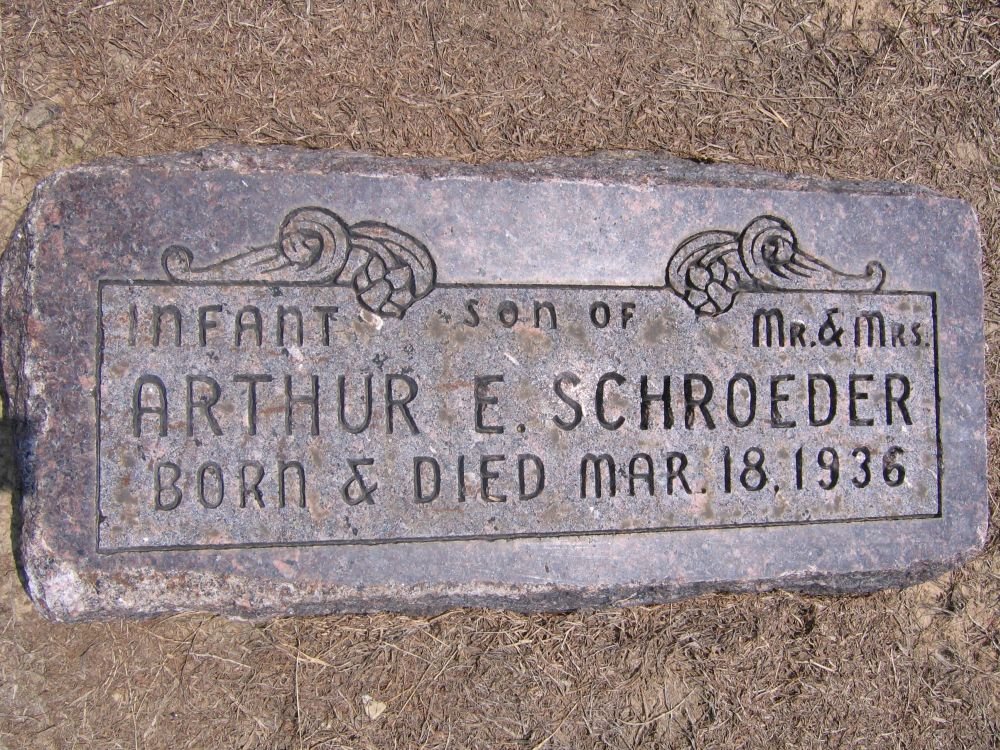 INFANT SON OF MR. & MRS.
ARTHUR E. SCHROEDER
BORN & DIED MAR. 18, 1936